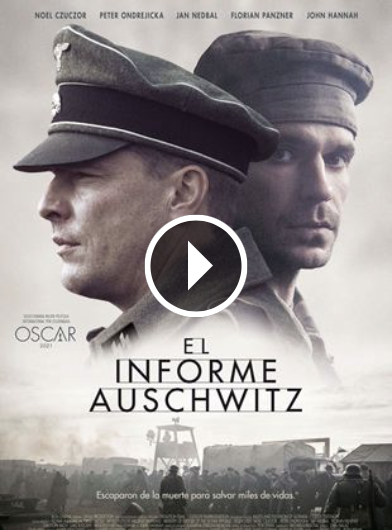 NOEL CZUCZOR PETER ONDREJICKA JAN NEDBAL FLORIAN PANZNER JOHN HANNAH
OSCAR
2021
EL
INFORME
AUSCHWITZ
Escaparon de la muerte para salvar miles de vidas.